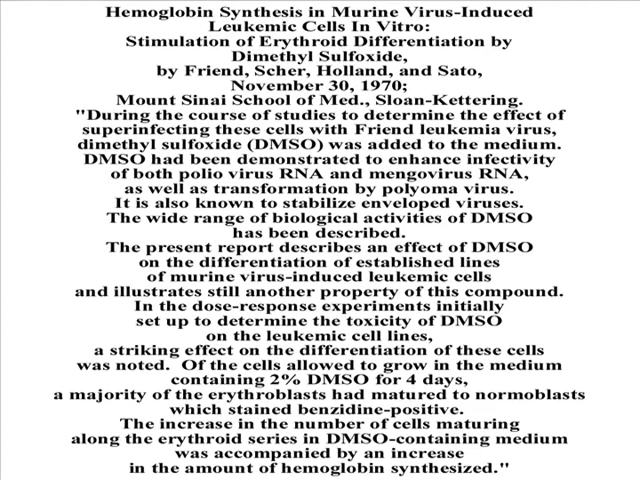 Hemoglobin Synthesis in Murine Virus-Induced
Leukemic Cells In Vitro:
Stimulation of Erythroid Differentiation by
Dimethyl Sulfoxide,
by Friend, Scher, Holland, and Sato,
November 30, 1970;
Mount Sinai School of Med., Sloan-Kettering.
"During the course of studies to determine the effect of
superinfecting these cells with Friend leukemia virus,
dimethyl sulfoxide (DMSO) was added to the medium.
DMSO had been demonstrated to enhance infectivity
of both polio virus RNA and mengovirus RNA,
as well as transformation by polyoma virus.
It is also known to stabilize enveloped viruses.
The wide range of biological activities of DMSO
has been described.
The present report describes an effect of DMSO
on the differentiation of established lines
of murine virus-induced leukemic cells
and illustrates still another property of this compound.
In the dose-response experiments initially
set up to determine the toxicity of DMSO
on the leukemic cell lines,
a striking effect on the differentiation of these cells
was noted.  Of the cells allowed to grow in the medium
containing 2% DMSO for 4 days,
a majority of the erythroblasts had matured to normoblasts
which stained benzidine-positive.
The increase in the number of cells maturing
along the erythroid series in DMSO-containing medium
was accompanied by an increase
in the amount of hemoglobin synthesized."